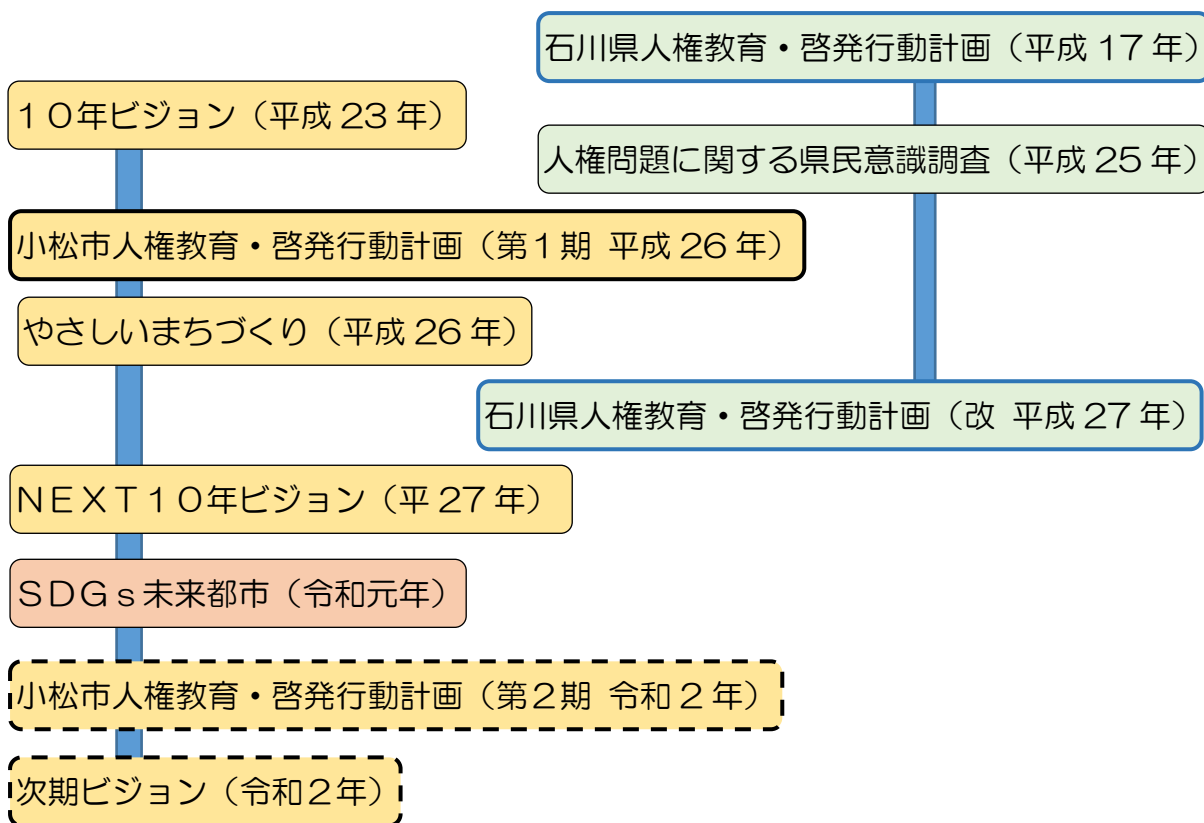 石川県人権教育・啓発行動計画（平成 17 年）
１０年ビジョン（平成 23 年）
人権問題に関する県民意識調査（平成 25 年）
小松市人権教育・啓発行動計画（第１期 平成 26 年）
やさしいまちづくり（平成 26 年）
石川県人権教育・啓発行動計画（改 平成 27 年）
ＮＥＸＴ１０年ビジョン（平 27 年）
ＳＤＧｓ未来都市（令和元年）
小松市人権教育・啓発行動計画（第２期 令和２年）
次期ビジョン（令和２年）